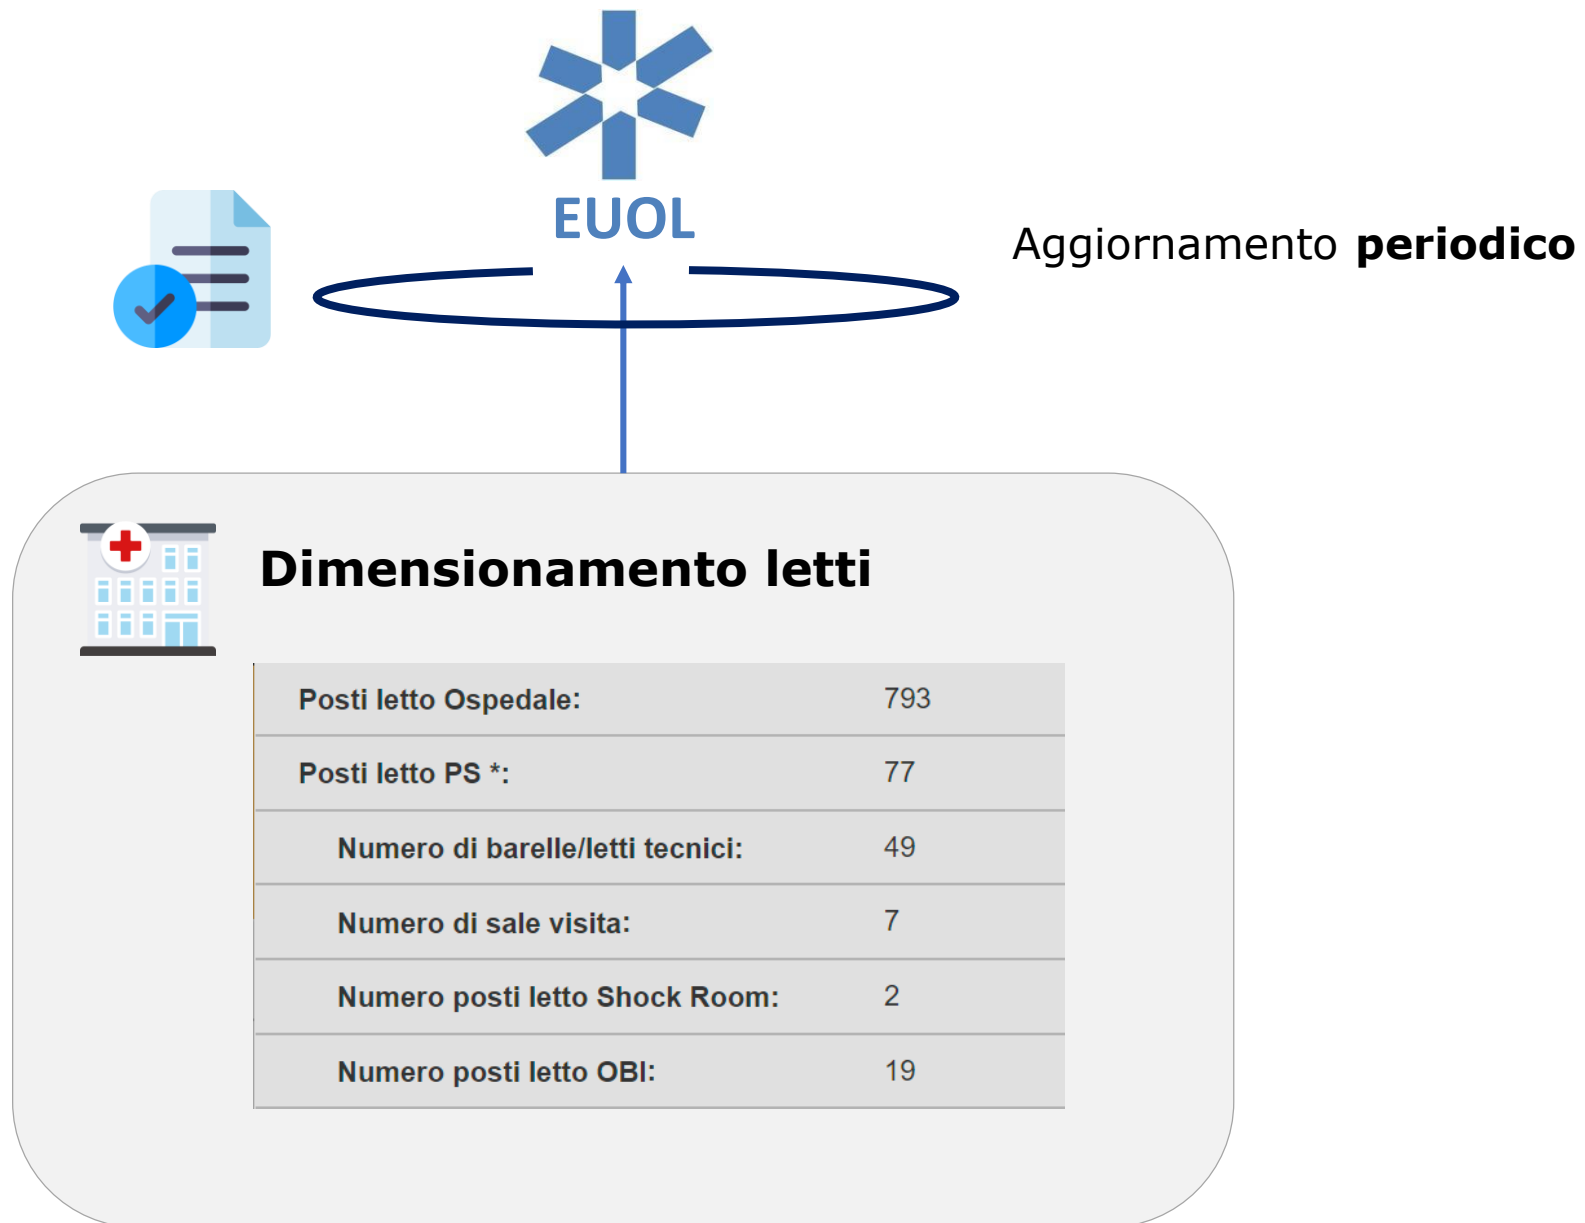 EUOL
Aggiornamento periodico
Dimensionamento letti
Posti letto Ospedale: 793
Posti letto PS *: 77
Numero di barelle/letti tecnici: 49
Numero di sale visita: 7
Numero posti letto Shock Room: 2
Numero posti letto OBI: 19